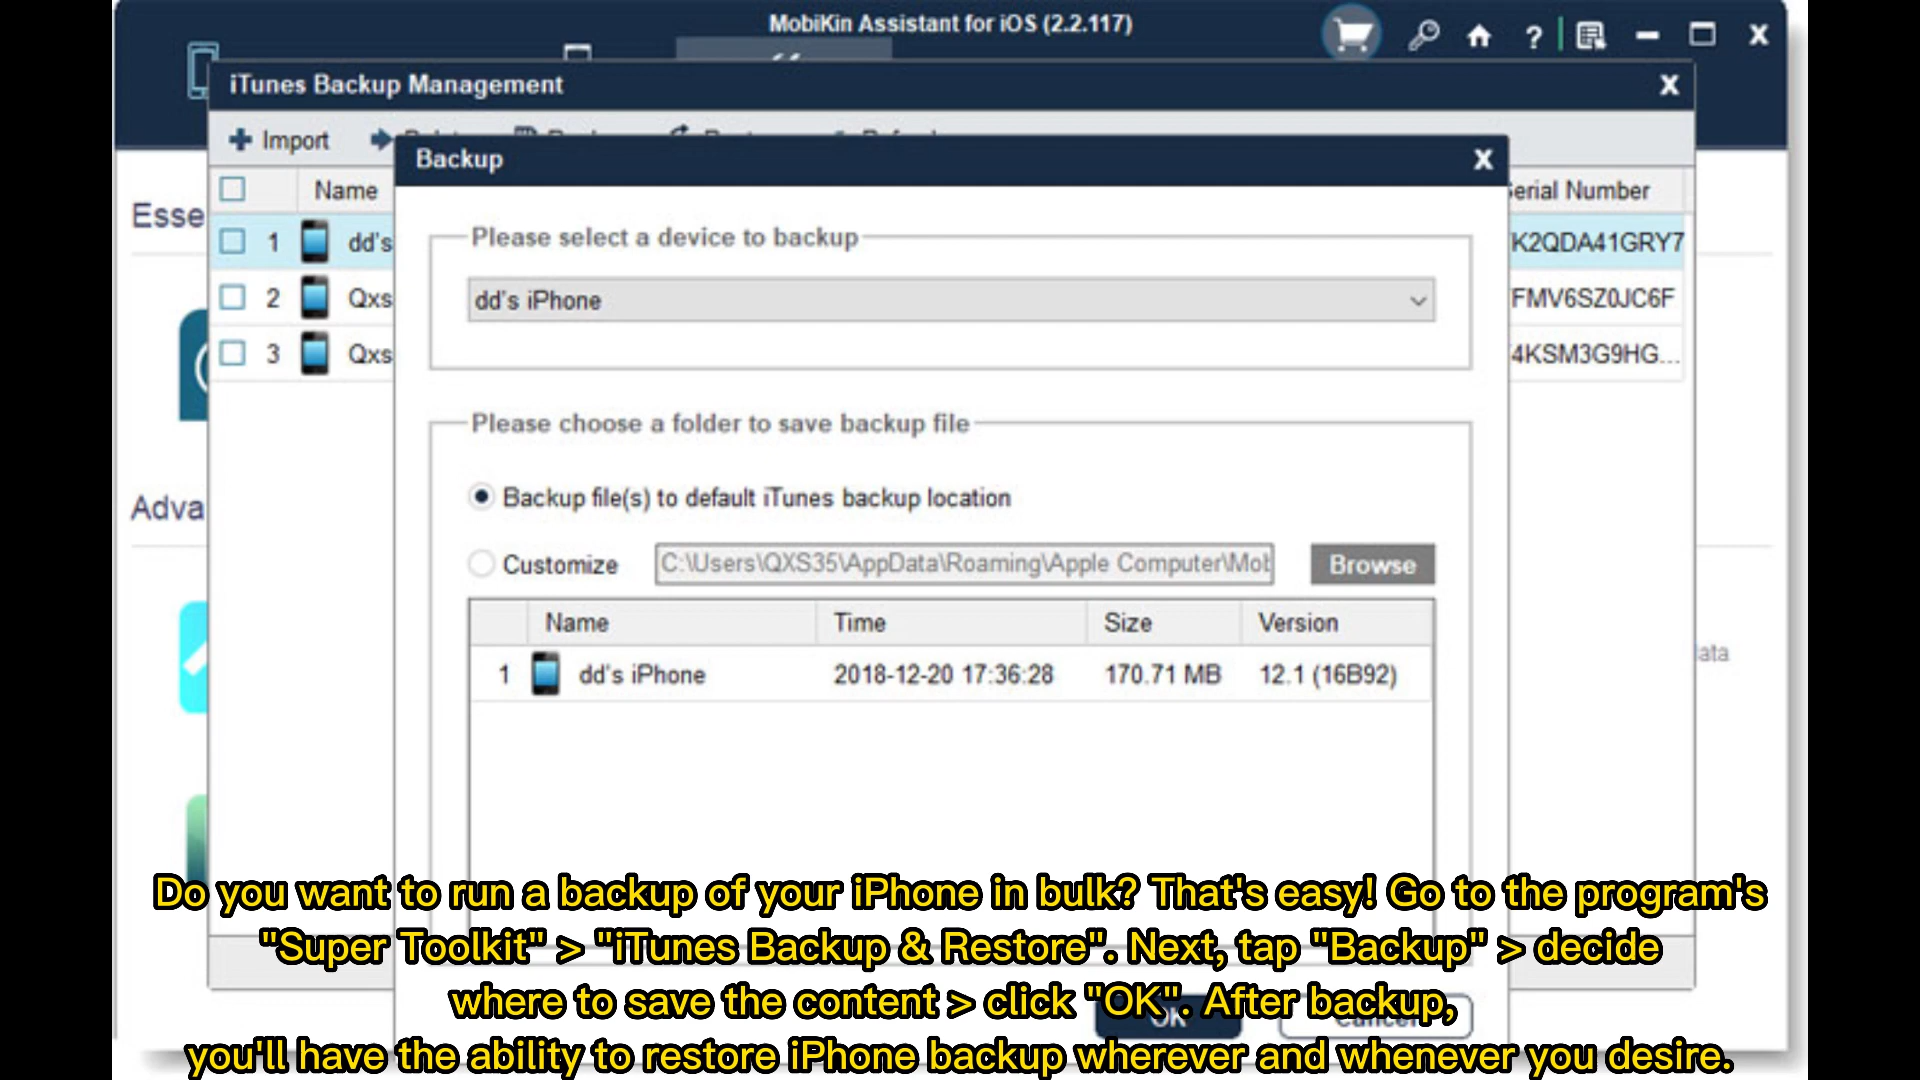 MobiKin Assistant for iOS (2.2.117)
?
iTunes Backup Management
X
Import
Backup
X
Name
Serial Number
Esse
1 dd's
K2QDA41GRY7
2 Qxs
FMV6SZ0JC6F
3 Qxs
4KSM3G9HG...
Please select a device to backup
dd's iPhone
Please choose a folder to save backup file
Backup file(s) to default iTunes backup location
Adva
Customize C:\Users\QXS35\AppData\Roaming\Apple Computer\Mob Browse
Name Time Size Version
1 dd's iPhone 2018-12-20 17:36:28 170.71 MB 12.1 (16B92)
data
Do you want to run a backup of your iPhone in bulk? That's easy! Go to the program's
"Super Toolkit" > "iTunes Backup & Restore". Next, tap "Backup" > decide
where to save the content > click "OK". After backup,
OK Cancel
you'll have the ability to restore iPhone backup wherever and whenever you desire.